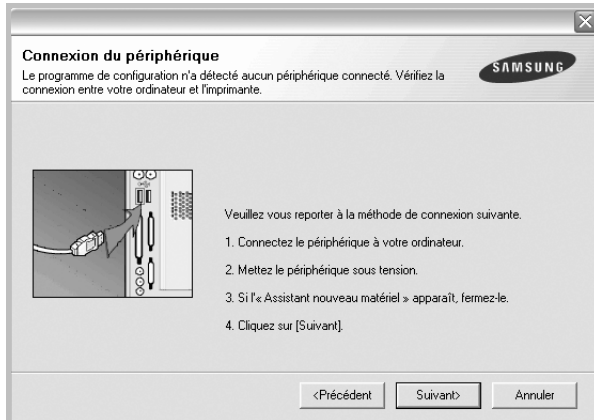 Connexion du périphérique
Le programme de configuration n'a détecté aucun périphérique connecté. Vérifiez la
connexion entre votre ordinateur et l'imprimante.
SAMSUNG
Veuillez vous reporter à la méthode de connexion suivante.
1. Connectez le périphérique à votre ordinateur.
2. Mettez le périphérique sous tension.
3. Si l'« Assistant nouveau matériel » apparaît, fermez-le.
4. Cliquez sur [Suivant].
<Précédent
Suivant>
Annuler